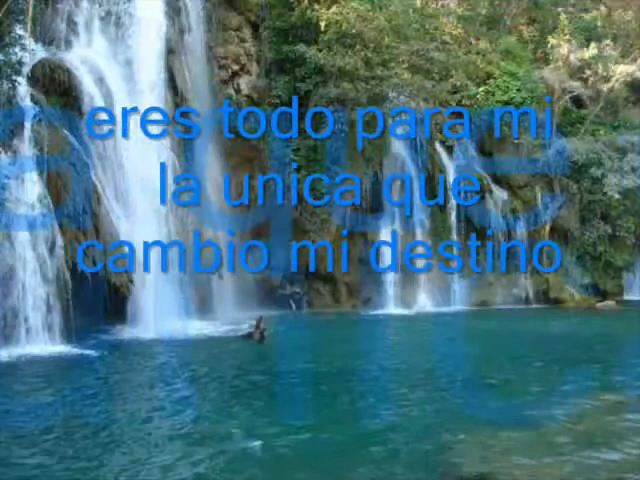 eres todo para mi
la unica que
cambio mi destino